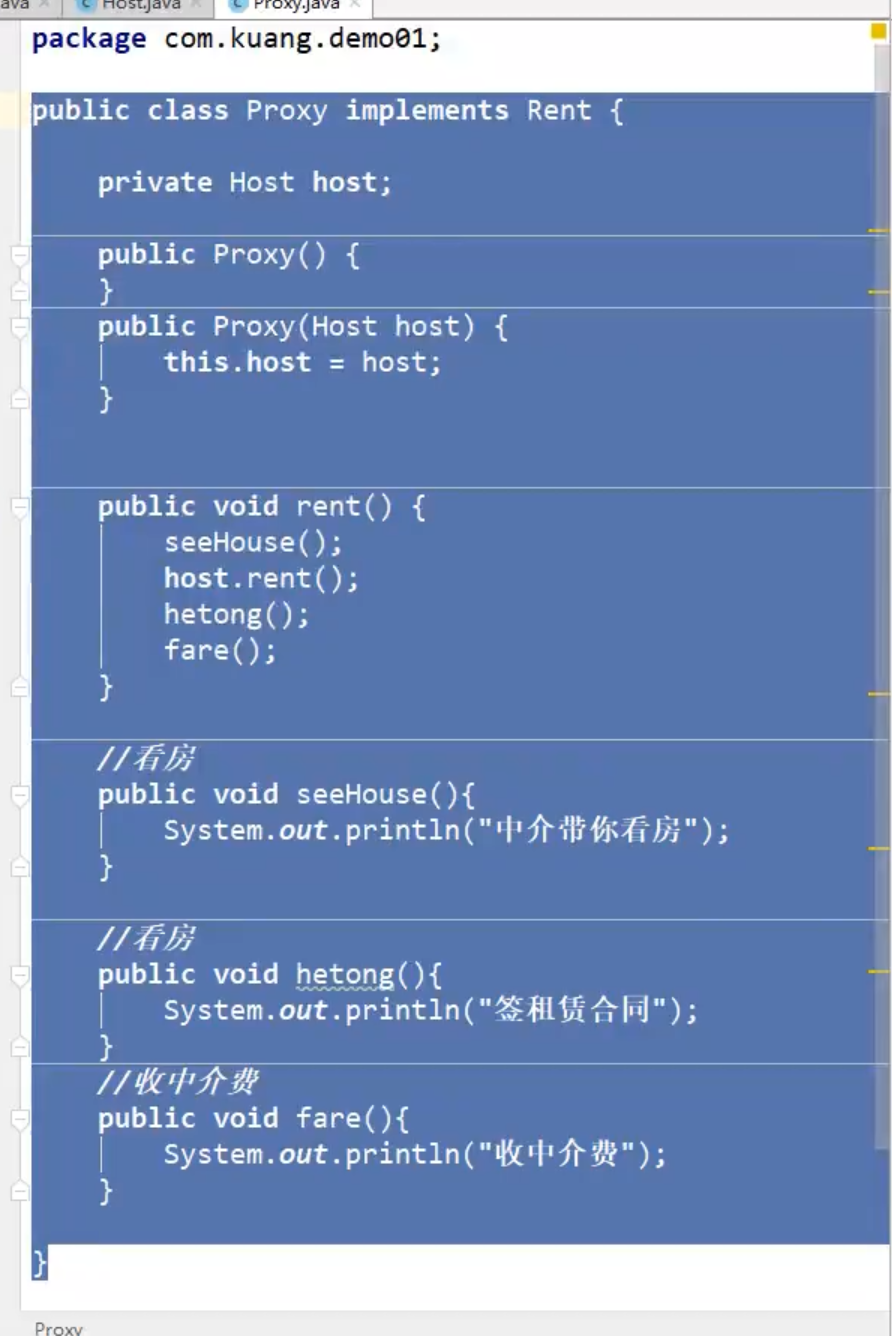 ava
Host.java
Proxy.java
package com.kuang.demo01;
public class Proxy implements Rent {
private Host host;
public Proxy() {
}
public Proxy(Host host) {
this.host = host;
}
public void rent() {
seeHouse();
host.rent();
hetong();
fare();
}
//看房
public void seeHouse(){
System.out.println("中介带你看房");
}
//看房
public void hetong(){
System.out.println("签租赁合同");
}
//收中介费
public void fare(){
System.out.println("收中介费");
}
}
Proxy